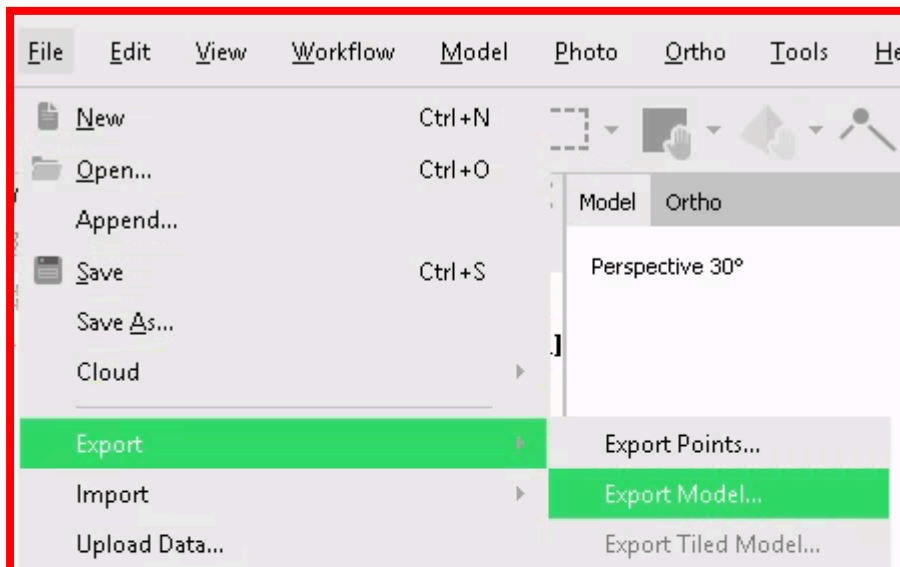 File Edit View Workflow Model Photo Ortho Tools
New Ctrl+N
Open... Ctrl+O
Append...
Model Ortho
Save Ctrl+S
Perspective 30°
Save As...
Cloud
Export
Export Points...
Import
Export Model...
Upload Data...
Export Tiled Model...